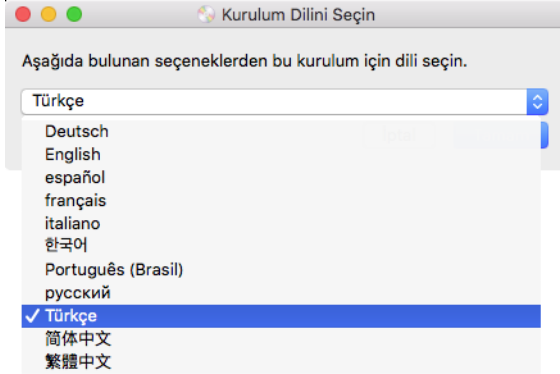 Kurulum Dilini Seçin
Aşağıda bulunan seçeneklerden bu kurulum için dili seçin.
Türkçe
Deutsch
English
español
français
italiano
한국어
Português (Brasil)
русский
✓ Türkçe
简体中文
繁體中文